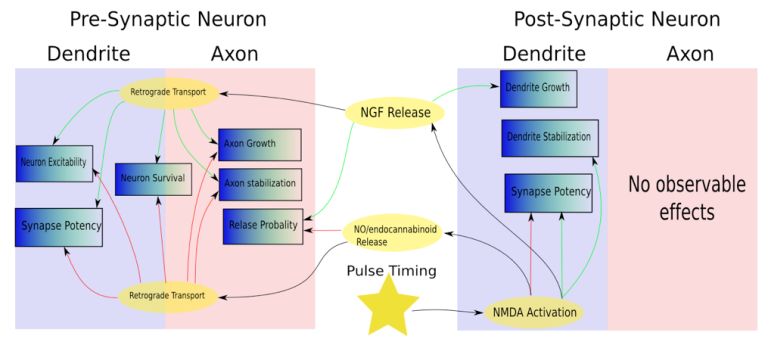 Pre-Synaptic Neuron
Post-Synaptic Neuron
Dendrite
Axon
Dendrite
Axon
Retrograde Transport
NGF Release
Dendrite Growth
Axon Growth
Dendrite Stabilization
Neuron Excitability
Neuron Survival
Axon stabilization
Synapse Potency
No observable
effects
Synapse Potency
Relase Probality
NO/endocannabinoid
Release
Pulse Timing
Retrograde Transport
NMDA Activation